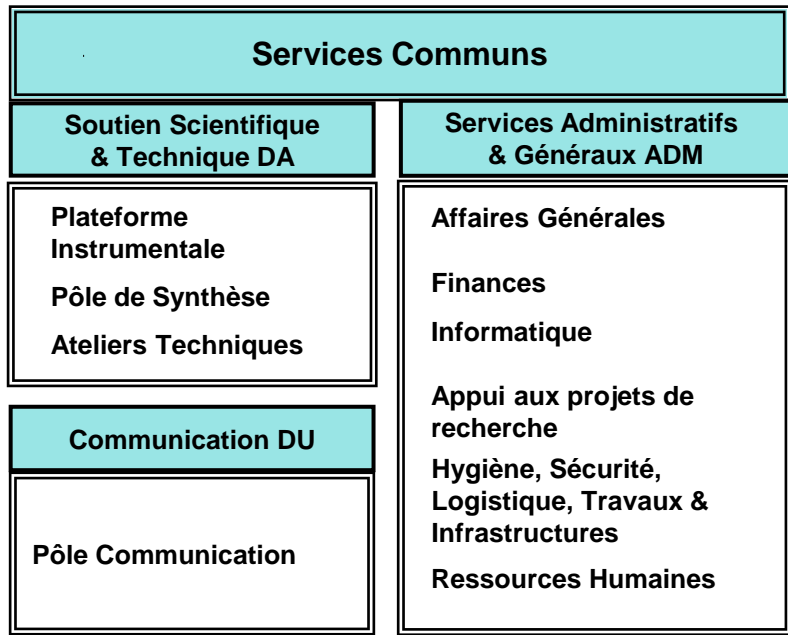 Services Communs
Soutien Scientifique
& Technique DA
Plateforme
Instrumentale
Pôle de Synthèse
Ateliers Techniques
Communication DU
Pôle Communication
Services Administratifs
& Généraux ADM
Affaires Générales
Finances
Informatique
Appui aux projets de
recherche
Hygiène, Sécurité,
Logistique, Travaux &
Infrastructures
Ressources Humaines